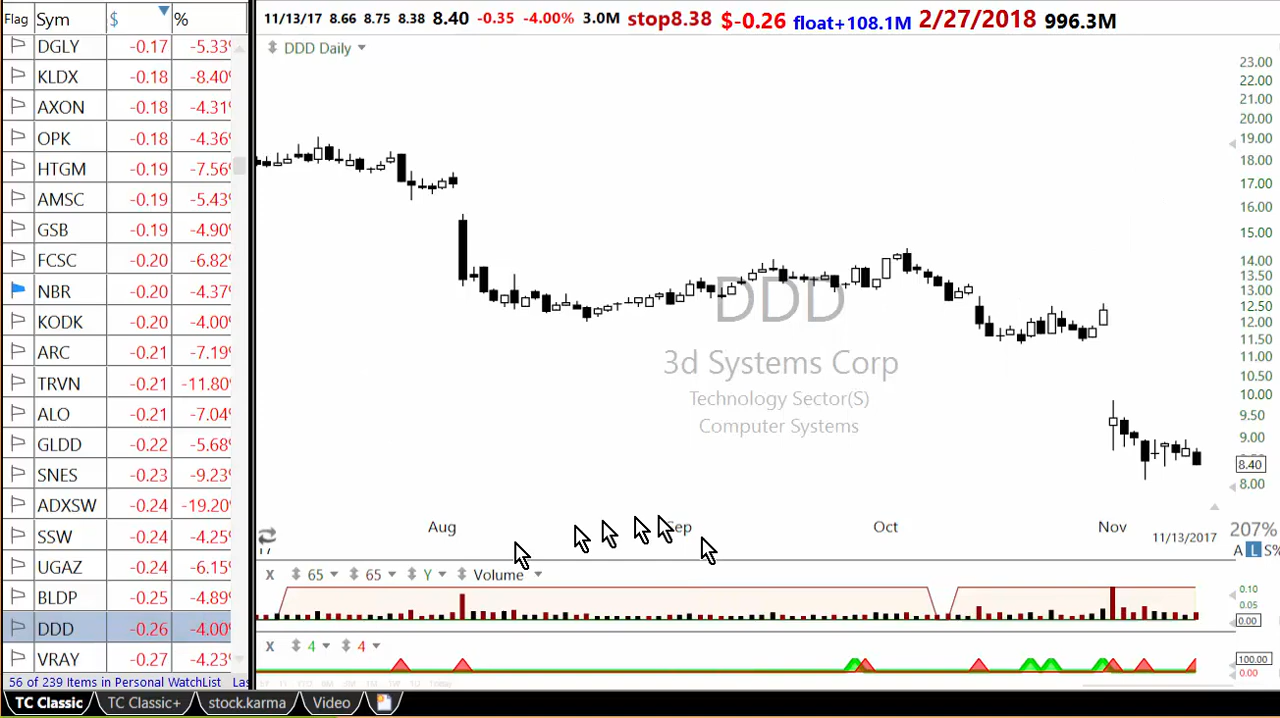 Flag Sym $ %
DGLY -0.17 -5.33%
KLDX -0.18 -8.40%
AXON -0.18 -4.31%
OPK -0.18 -4.36%
HTGM -0.19 -7.56%
AMSC -0.19 -5.43%
GSB -0.19 -4.90%
FCSC -0.20 -6.82%
NBR -0.20 -4.37%
KODK -0.20 -4.00%
ARC -0.21 -7.19%
TRVN -0.21 -11.80%
ALO -0.21 -7.04%
GLDD -0.22 -5.68%
SNES -0.23 -9.23%
ADXSW -0.24 -19.20%
SSW -0.24 -4.25%
UGAZ -0.24 -6.15%
BLDP -0.25 -4.89%
DDD -0.26 -4.00%
VRAY -0.27 -4.23%
56 of 239 Items in Personal WatchList Las
11/13/17 8.66 8.75 8.38 8.40 -0.35 -4.00% 3.0M stop8.38 $-0.26 float+108.1M 2/27/2018 996.3M
DDD Daily
23.00
22.00
21.00
20.00
19.00
18.00
17.00
16.00
15.00
14.00
13.50
13.00
12.50
12.00
11.50
11.00
10.50
10.00
9.50
9.00
8.40
8.00
DDD
3d Systems Corp
Technology Sector(S)
Computer Systems
Aug Sep Oct Nov
11/13/2017
207%
A L S%
X 65 65 Y Volume
0.10
0.05
0.00
X 4 4
100.00
0.00
TC Classic TC Classic+ stock.karma Video